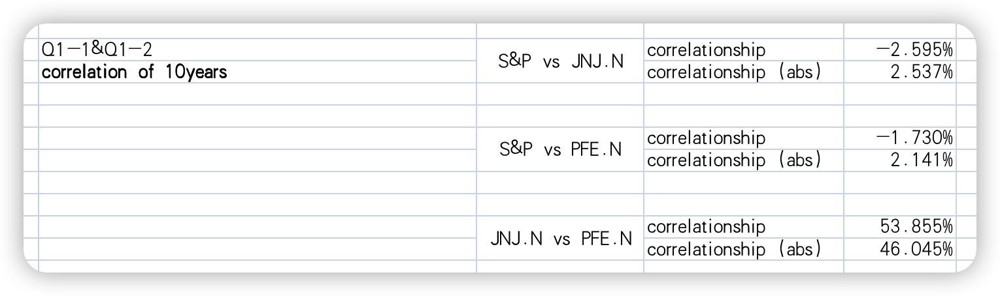 Q1-1&Q1-2
correlation of 10years
S&P vs JNJ.N
correlationship -2.595%
correlationship (abs) 2.537%
S&P vs PFE.N
correlationship -1.730%
correlationship (abs) 2.141%
JNJ.N vs PFE.N
correlationship 53.855%
correlationship (abs) 46.045%